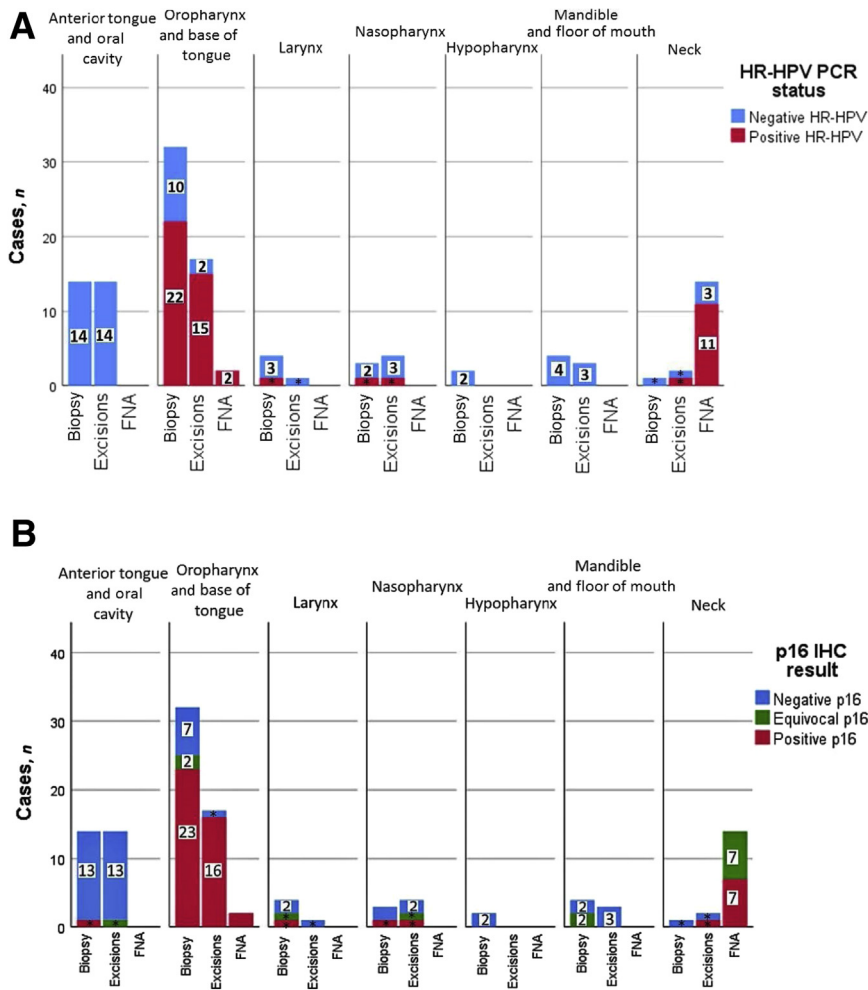 A
Anterior tongue
and oral
cavity
Oropharynx
and base of
tongue
Larynx
Nasopharynx
Hypopharynx
Mandible
and floor of mouth
Neck
HR-HPV PCR
status
Negative HR-HPV
Positive HR-HPV
Cases, n
40
30
20
10
0
14 14
10 22 2 15 2
3 * *
2 * 3 *
2
4 3
* * * 3 11
Biopsy Excisions FNA
Biopsy Excisions FNA
Biopsy Excisions FNA
Biopsy Excisions FNA
Biopsy Excisions FNA
Biopsy Excisions FNA
Biopsy Excisions FNA
B
Anterior tongue
and oral
cavity
Oropharynx
and base of
tongue
Larynx
Nasopharynx
Hypopharynx
Mandible
and floor of mouth
Neck
p16 IHC
result
Negative p16
Equivocal p16
Positive p16
Cases, n
40
30
20
10
0
13 * 13 *
7 2 23 * 16
2 * * *
* 2 * *
2
2 2 3
* * * 7 7
Biopsy Excisions FNA
Biopsy Excisions FNA
Biopsy Excisions FNA
Biopsy Excisions FNA
Biopsy Excisions FNA
Biopsy Excisions FNA
Biopsy Excisions FNA